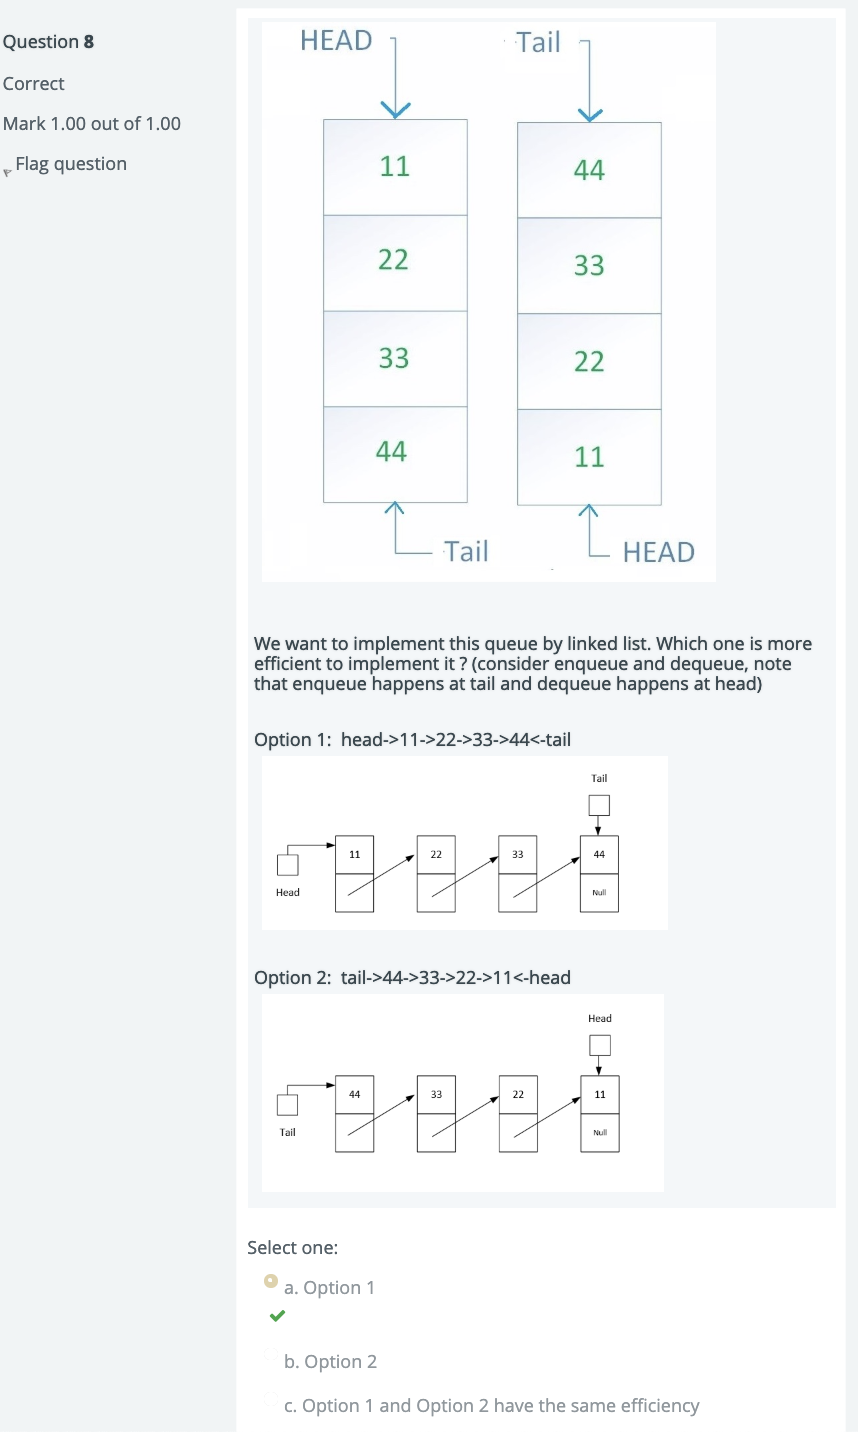 Question 8
Correct
Mark 1.00 out of 1.00
Flag question
HEAD Tail
11 44
22 33
33 22
44 11
Tail HEAD
We want to implement this queue by linked list. Which one is more
efficient to implement it ? (consider enqueue and dequeue, note
that enqueue happens at tail and dequeue happens at head)
Option 1: head->11->22->33->44<-tail
Tail
11 22 33 44
Head Null
Option 2: tail->44->33->22->11<-head
Head
44 33 22 11
Tail Null
Select one:
a. Option 1
b. Option 2
c. Option 1 and Option 2 have the same efficiency